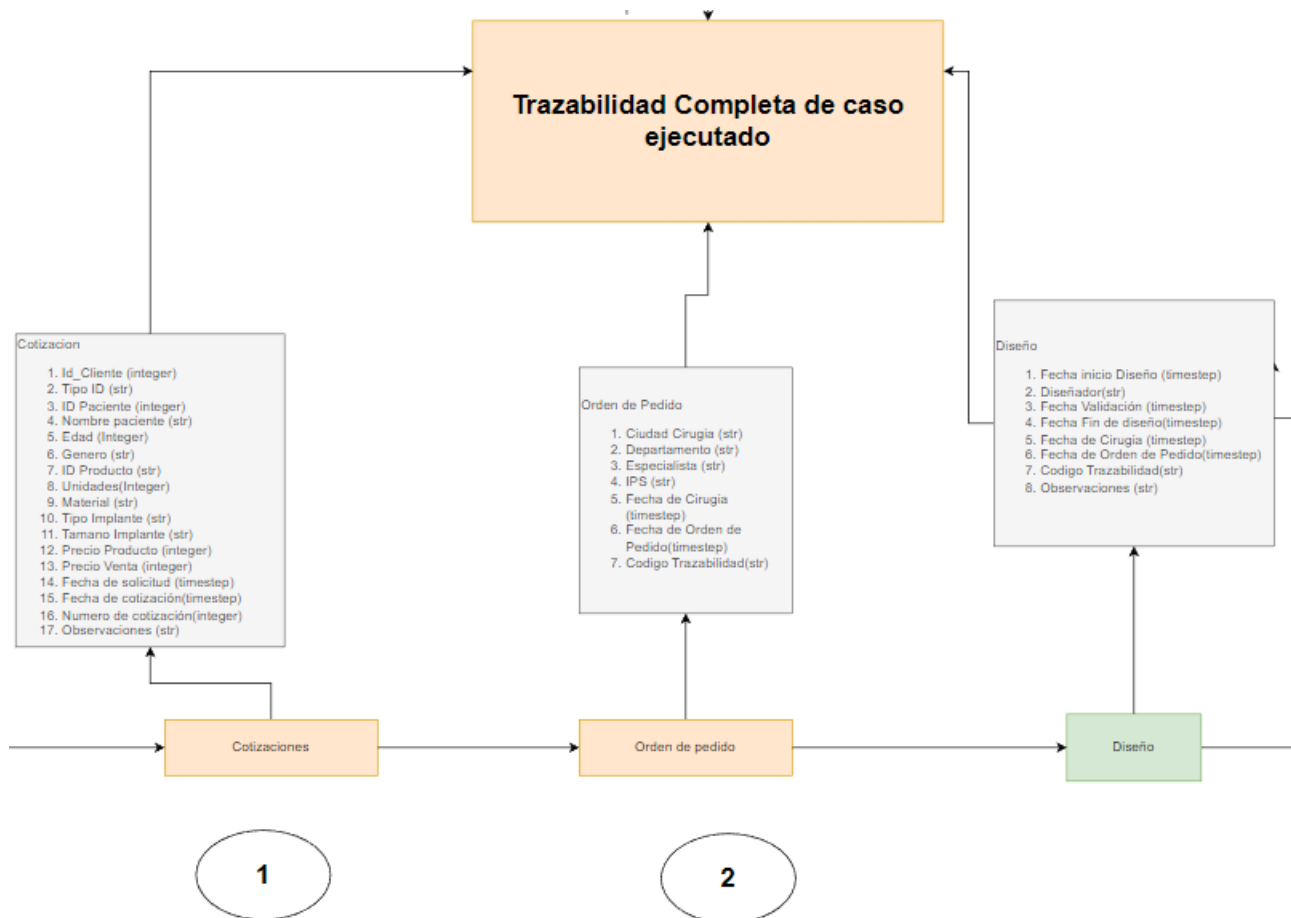 Trazabilidad Completa de caso
ejecutado
Cotizacion
1. Id_Cliente (integer)
2. Tipo ID (str)
3. ID Paciente (integer)
4. Nombre paciente (str)
5. Edad (Integer)
6. Genero (str)
7. ID Producto (str)
8. Unidades(Integer)
9. Material (str)
10. Tipo Implante (str)
11. Tamano Implante (str)
12. Precio Producto (integer)
13. Precio Venta (integer)
14. Fecha de solicitud (timestep)
15. Fecha de cotización(timestep)
16. Numero de cotización(integer)
17. Observaciones (str)
Orden de Pedido
1. Ciudad Cirugia (str)
2. Departamento (str)
3. Especialista (str)
4. IPS (str)
5. Fecha de Cirugia
(timestep)
6. Fecha de Orden de
Pedido(timestep)
7. Codigo Trazabilidad(str)
Diseño
1. Fecha inicio Diseño (timestep)
2. Diseñador(str)
3. Fecha Validación (timestep)
4. Fecha Fin de diseño(timestep)
5. Fecha de Cirugia (timestep)
6. Fecha de Orden de Pedido(timestep)
7. Codigo Trazabilidad(str)
8. Observaciones (str)
Cotizaciones
Orden de pedido
Diseño
1
2